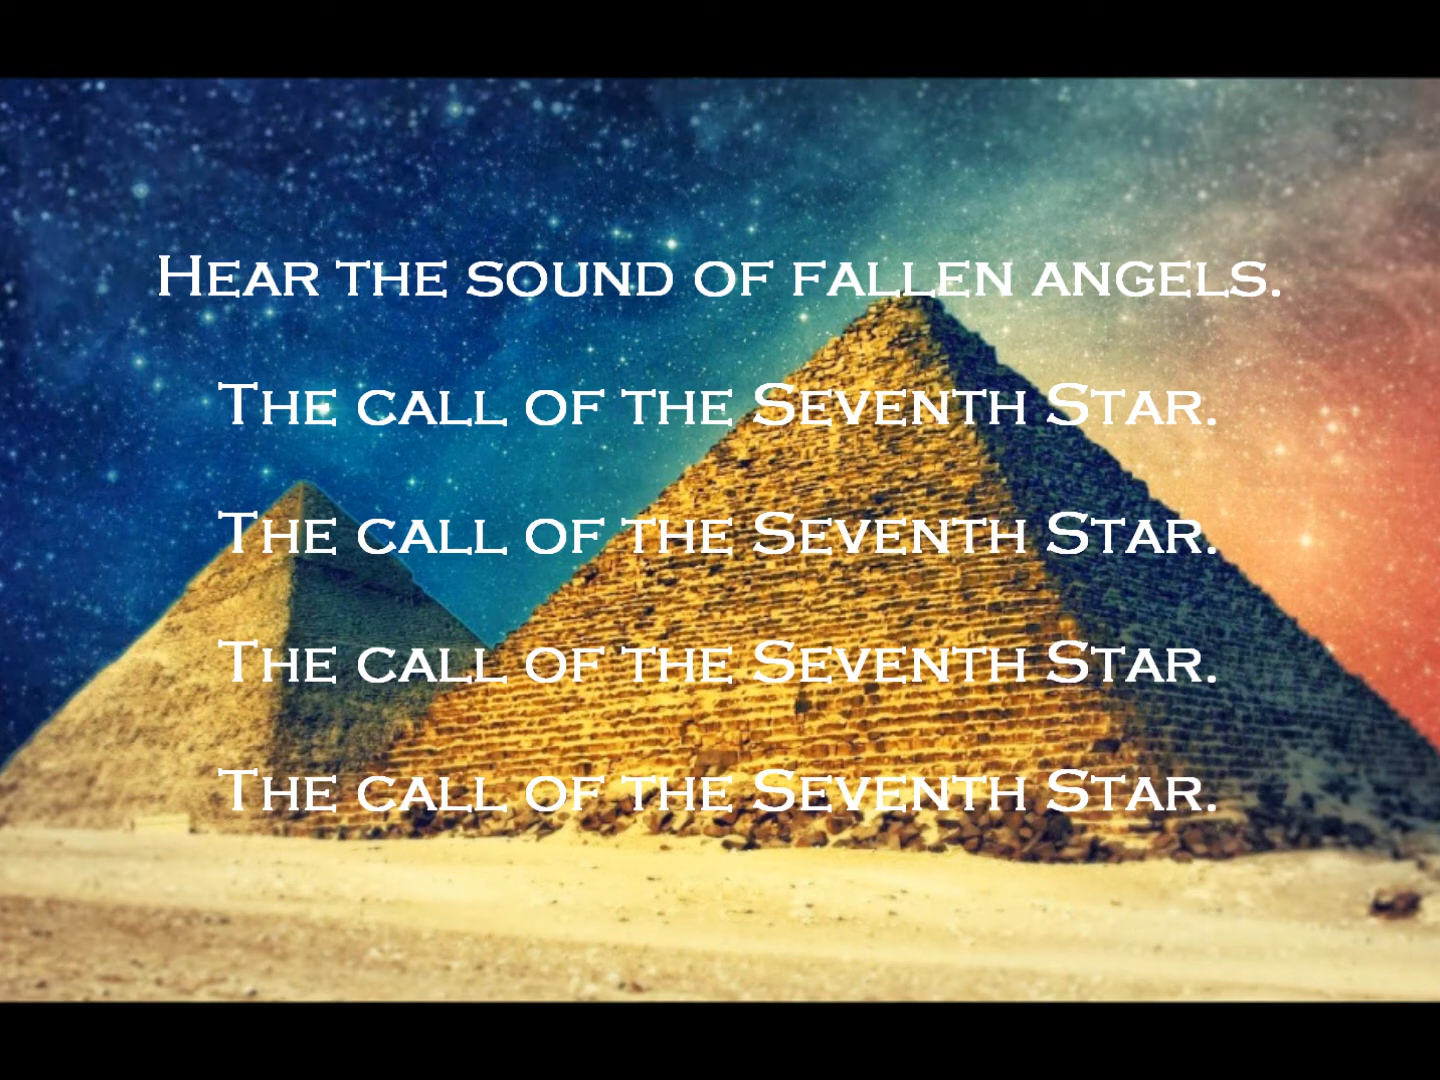 Hear the sound of fallen angels.
The call of the Seventh Star.
The call of the Seventh Star.
The call of the Seventh Star.
The call of the Seventh Star.